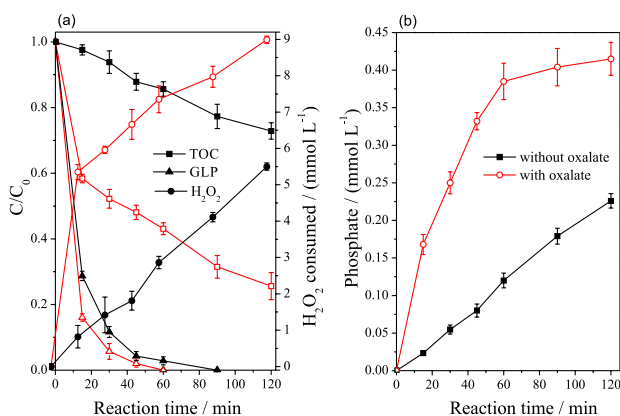 (a)
(b)
1.0
0.8
0.6
0.4
0.2
0.0
C/C0
9
8
7
6
5
4
3
2
1
0
H2O2 consumed / (mmol L⁻¹)
TOC
GLP
H2O2
0 20 40 60 80 100 120
Reaction time / min
0.45
0.40
0.35
0.30
0.25
0.20
0.15
0.10
0.05
0.00
Phosphate / (mmol L⁻¹)
without oxalate
with oxalate
0 20 40 60 80 100 120
Reaction time / min